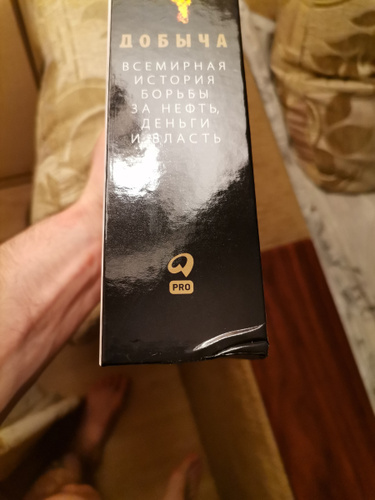 ДОБЫЧА
ВСЕМИРНАЯ
ИСТОРИЯ
БОРЬБЫ
ЗА НЕФТЬ,
ДЕНЬГИ
И ВЛАСТЬ
PRO